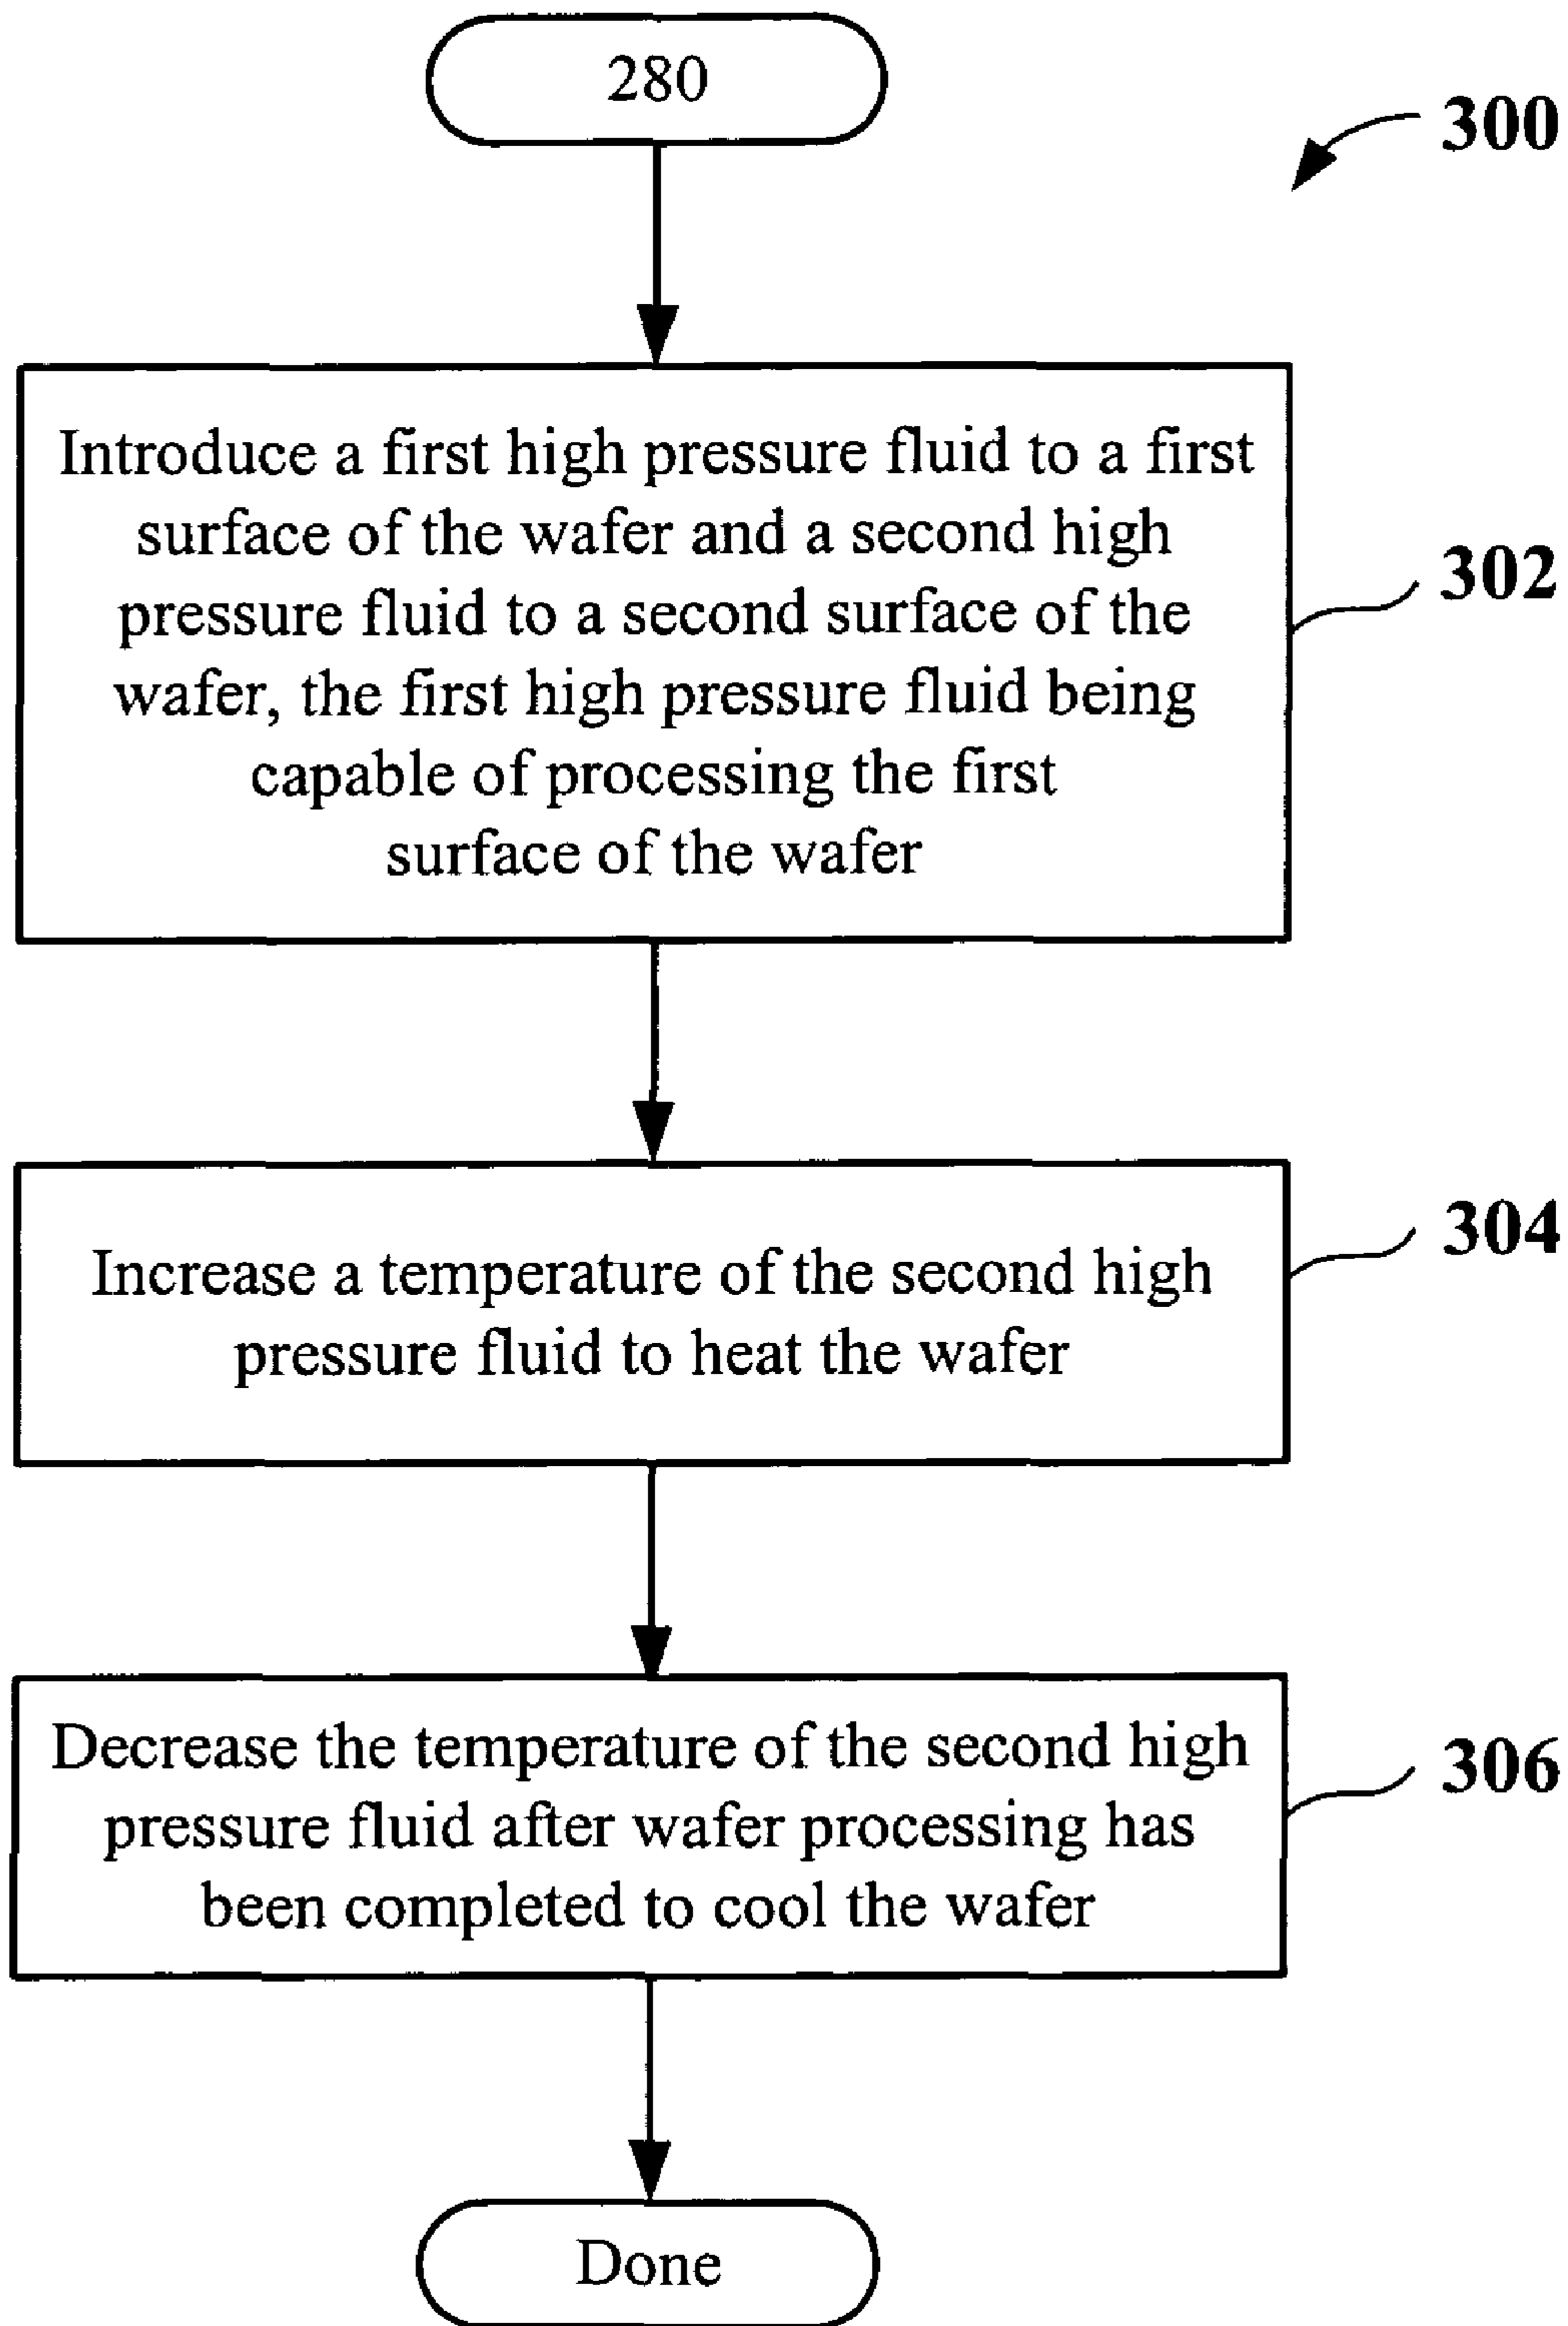 280
300
Introduce a first high pressure fluid to a first
surface of the wafer and a second high
pressure fluid to a second surface of the
wafer, the first high pressure fluid being
capable of processing the first
surface of the wafer
302
Increase a temperature of the second high
pressure fluid to heat the wafer
304
Decrease the temperature of the second high
pressure fluid after wafer processing has
been completed to cool the wafer
306
Done